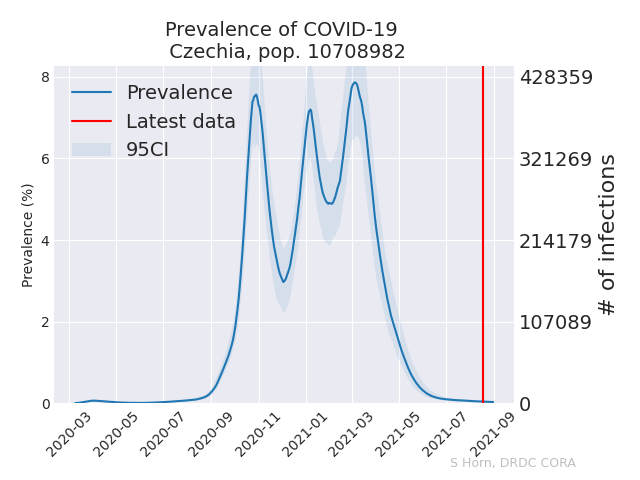 Prevalence of COVID-19
Czechia, pop. 10708982
Prevalence
Latest data
95CI
Prevalence (%)
8
6
4
2
0
428359
321269
214179
107089
0
# of infections
2020-03
2020-05
2020-07
2020-09
2020-11
2021-01
2021-03
2021-05
2021-07
2021-09
S Horn, DRDC CORA